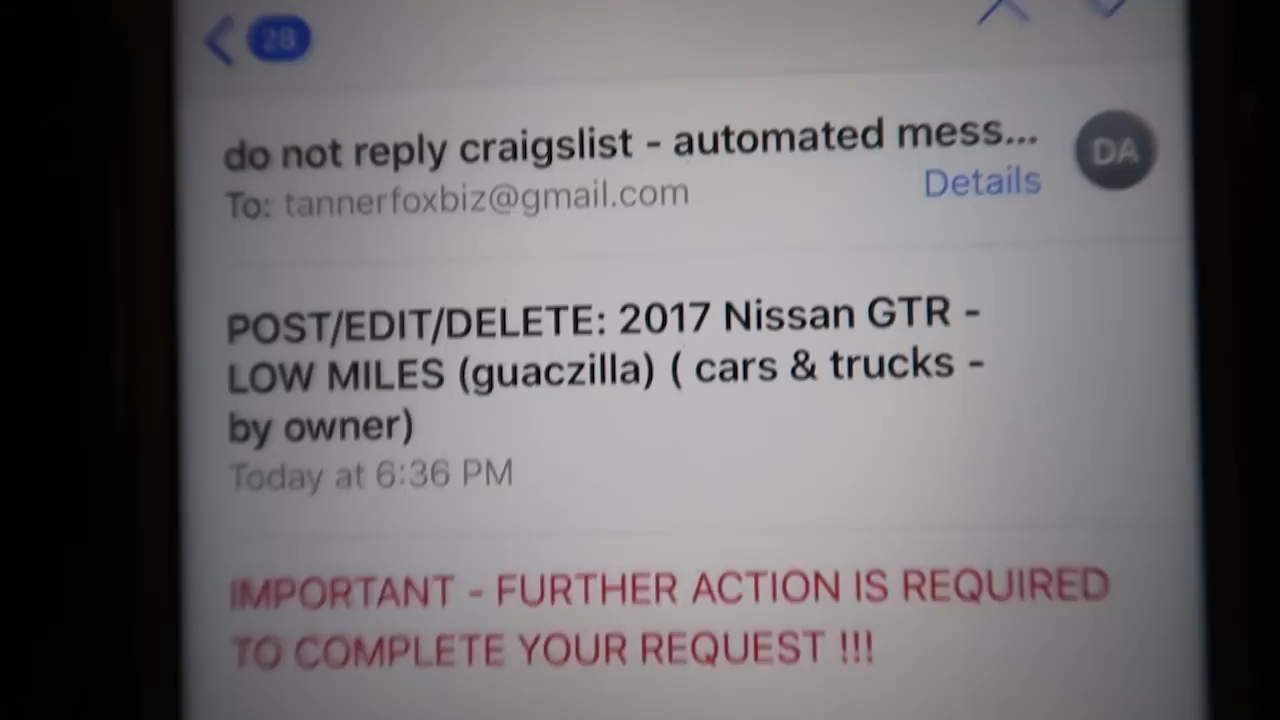 28
do not reply craigslist - automated mess...
DA
To: tannerfoxbiz@gmail.com
Details
POST/EDIT/DELETE: 2017 Nissan GTR -
LOW MILES (guaczilla) ( cars & trucks -
by owner)
Today at 6:36 PM
IMPORTANT - FURTHER ACTION IS REQUIRED
TO COMPLETE YOUR REQUEST !!!